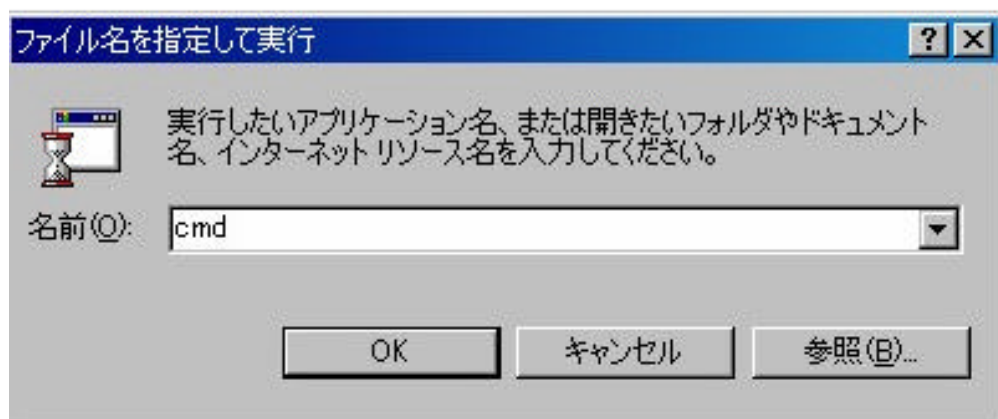 ファイル名を指定して実行
実行したいアプリケーション名、または開きたいフォルダやドキュメント
名、インターネット リソース名を入力してください。
名前(O):
cmd
OK
キャンセル
参照(B)...